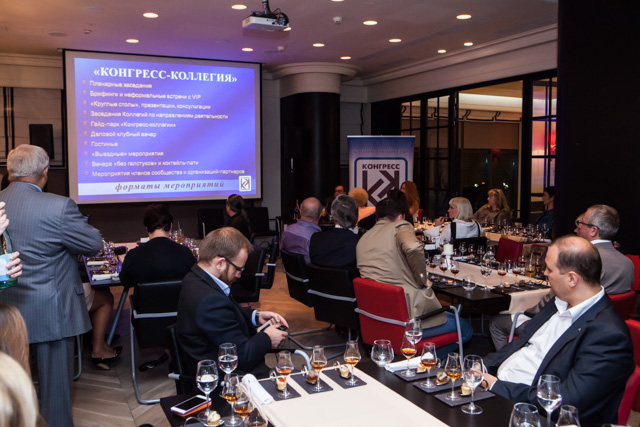 «КОНГРЕСС-КОЛЛЕГИЯ»
Пленарные заседания
Брифинги и неформальные встречи с VIP
«Круглые столы», презентации, консультации
Заседания Коллегий по направлениям деятельности
Гайд-парк «Конгресс-коллегии»
Деловой клубный вечер
Гостиные
«Выездные» мероприятия
Вечера «без галстуков» и коктейль-пати
Мероприятия членов сообщества и организаций-партнеров
форматы мероприятий
КОНГРЕСС